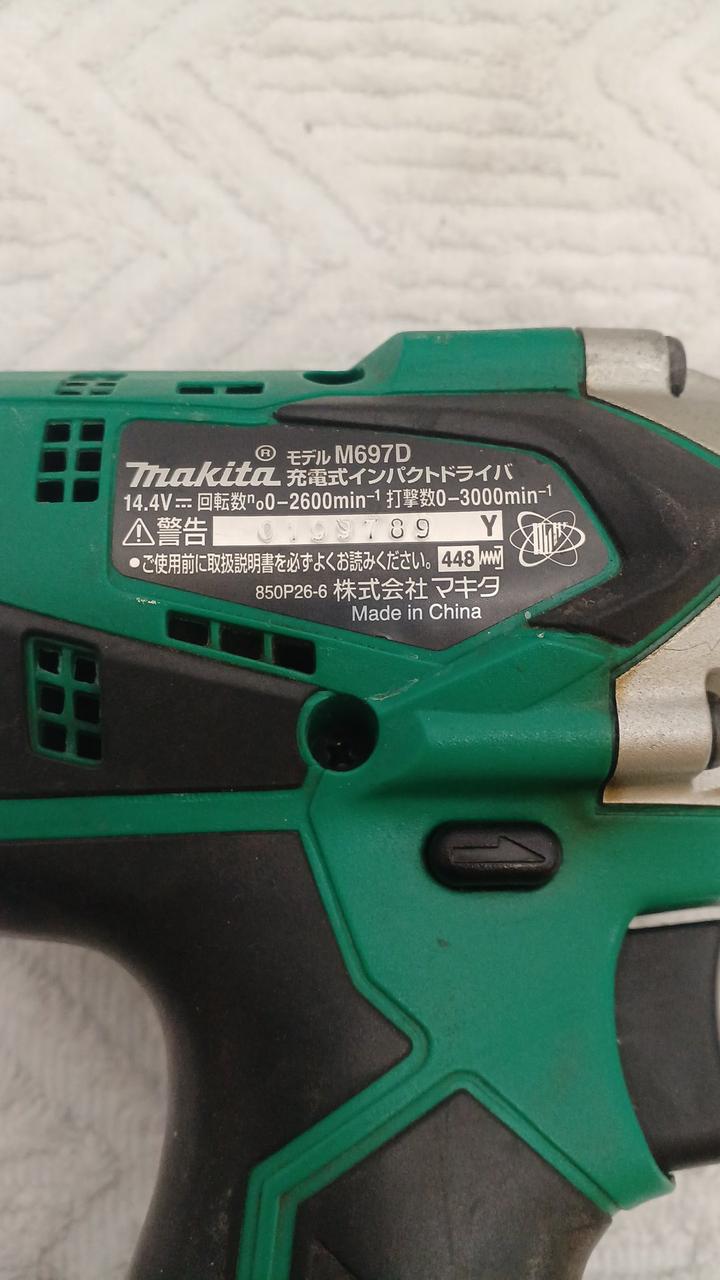 makita® モデル M697D
充電式インパクトドライバ
14.4V⎓ 回転数n₀0-2600min⁻¹ 打撃数0-3000min⁻¹
⚠警告 0199789 Y
•ご使用前に取扱説明書を必ずよくお読みください。 448
850P26-6 株式会社 マキタ
Made in China